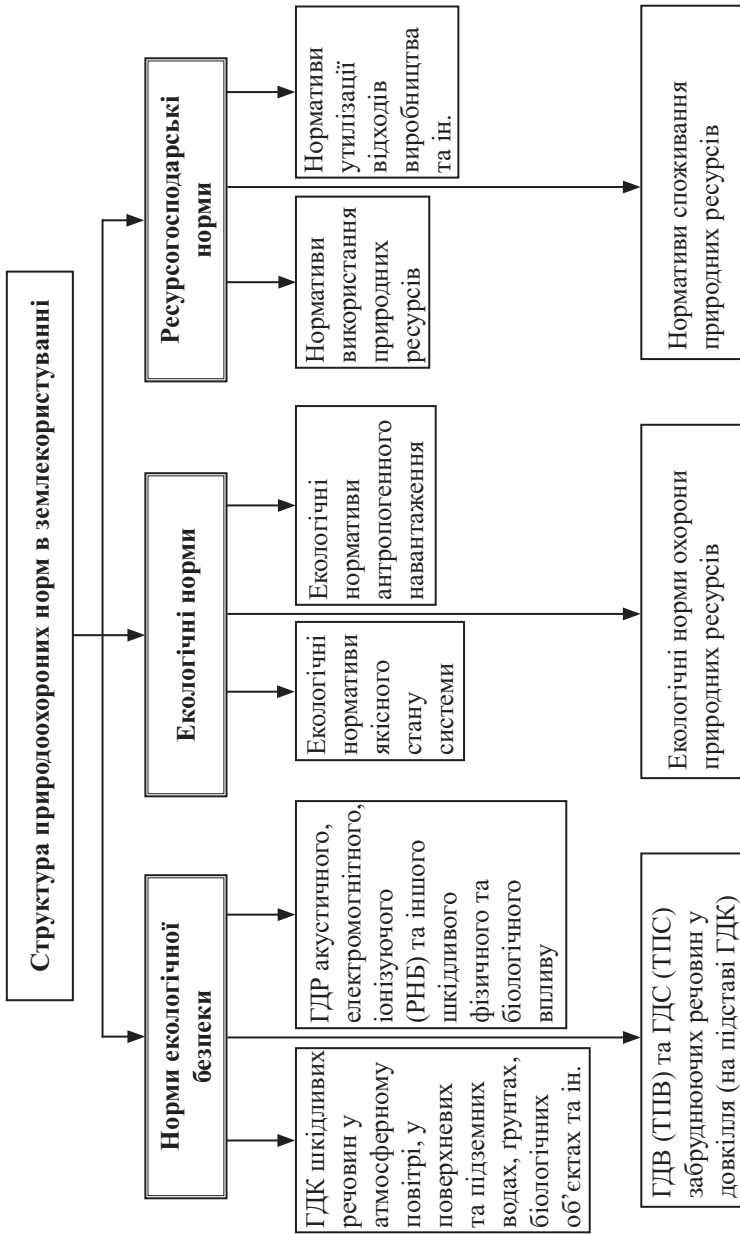 Структура природоохороних норм в землекористуванні
Норми екологічної
безпеки
Екологічні норми
Ресурсогосподарські
норми
ГДК шкідливих
речовин у
атмосферному
повітрі, у
поверхневих
та підземних
водах, ґрунтах,
біологічних
об’єктах та ін.
ГДР акустичного,
електромогнітного,
іонізуючого
(РНБ) та іншого
шкідливого
фізичного та
біологічного
впливу
Екологічні
нормативи
якісного
стану
системи
Екологічні
нормативи
антропогенного
навантаження
Нормативи
використання
природних
ресурсів
Нормативи
утилізації
відходів
виробництва
та ін.
ГДВ (ТПВ) та ГДС (ТПС)
забруднюючих речовин у
довкілля (на підставі ГДК)
Екологічні норми охорони
природних ресурсів
Нормативи споживання
природних ресурсів